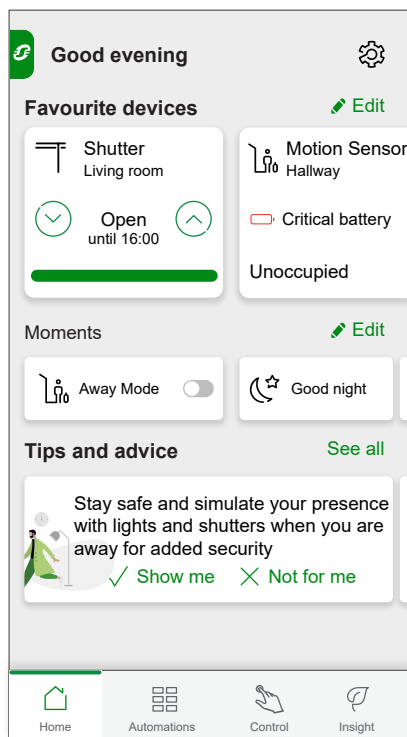 Good evening
Favourite devices
Edit
Shutter
Living room
Open
until 16:00
Motion Sensor
Hallway
Critical battery
Unoccupied
Moments
Edit
Away Mode
Good night
Tips and advice
See all
Stay safe and simulate your presence
with lights and shutters when you are
away for added security
Show me
Not for me
Home
Automations
Control
Insight